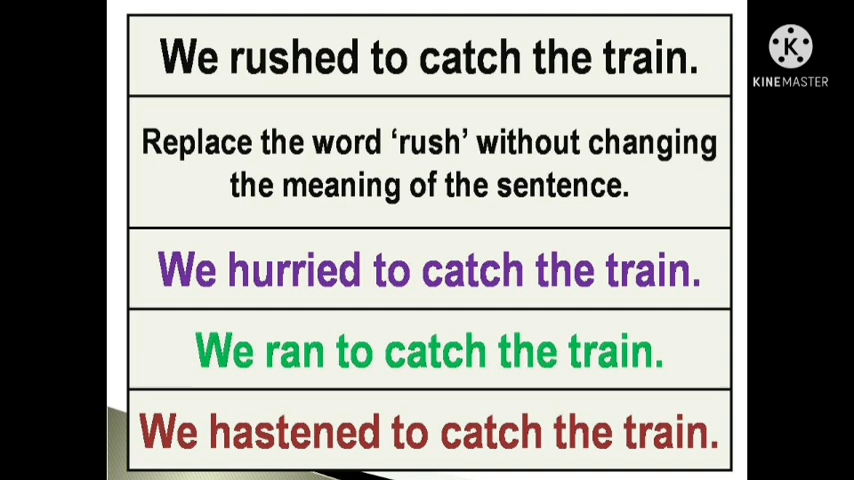 We rushed to catch the train.
Replace the word ‘rush’ without changing
the meaning of the sentence.
We hurried to catch the train.
We ran to catch the train.
We hastened to catch the train.
K
KINEMASTER